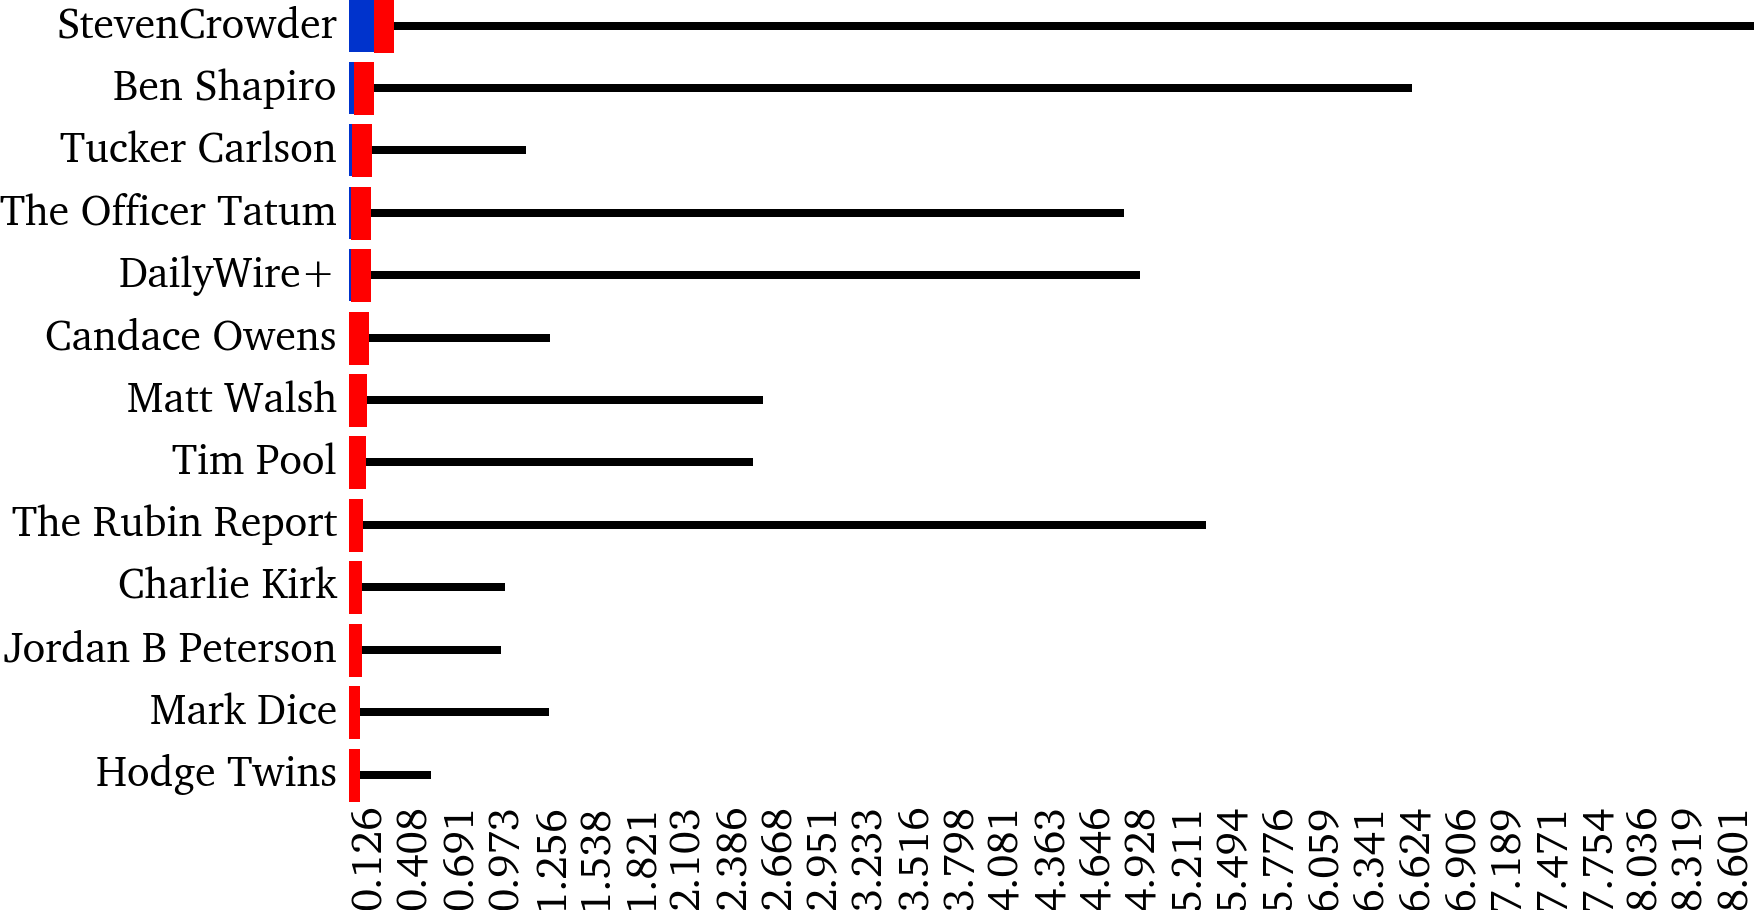 StevenCrowder
Ben Shapiro
Tucker Carlson
The Officer Tatum
DailyWire+
Candace Owens
Matt Walsh
Tim Pool
The Rubin Report
Charlie Kirk
Jordan B Peterson
Mark Dice
Hodge Twins
0.126
0.408
0.691
0.973
1.256
1.538
1.821
2.103
2.386
2.668
2.951
3.233
3.516
3.798
4.081
4.363
4.646
4.928
5.211
5.494
5.776
6.059
6.341
6.624
6.906
7.189
7.471
7.754
8.036
8.319
8.601